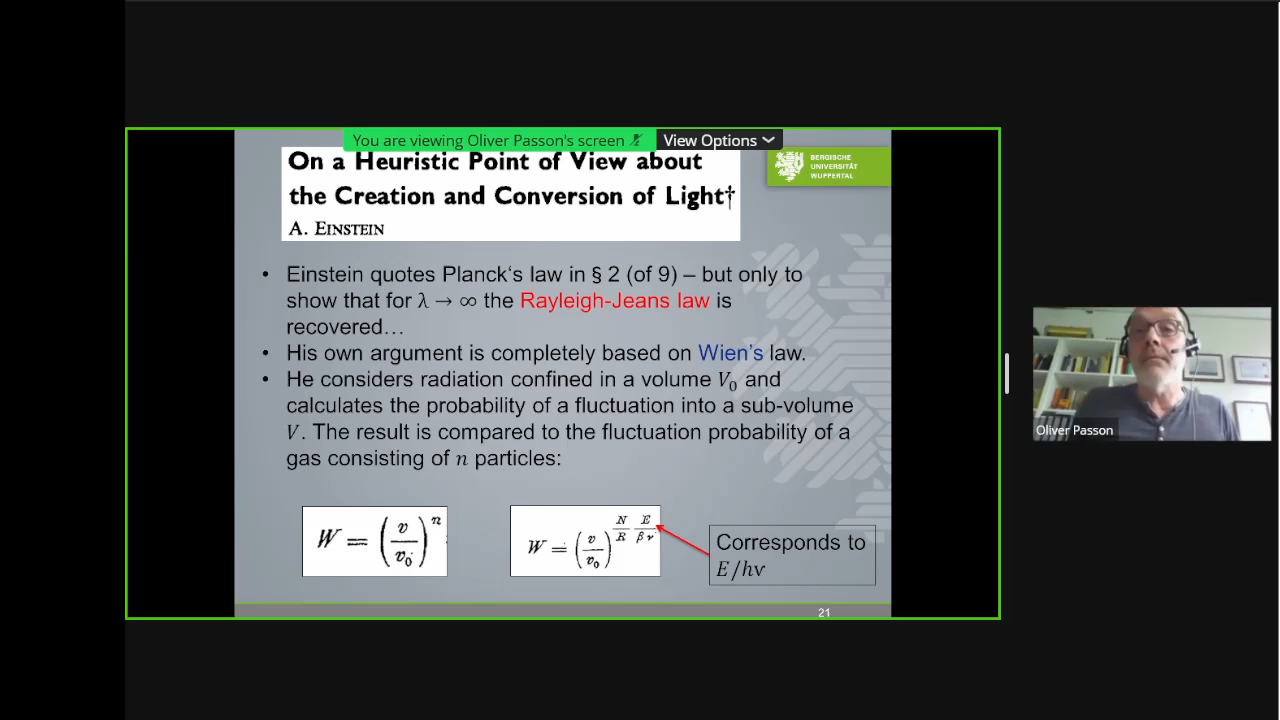 You are viewing Oliver Passon's screen
View Options
On a Heuristic Point of View about
the Creation and Conversion of Light†
A. EINSTEIN
BERGISCHE
UNIVERSITÄT
WUPPERTAL
• Einstein quotes Planck‘s law in § 2 (of 9) – but only to
show that for λ → ∞ the Rayleigh-Jeans law is
recovered…
• His own argument is completely based on Wien‘s law.
• He considers radiation confined in a volume V₀ and
calculates the probability of a fluctuation into a sub-volume
V. The result is compared to the fluctuation probability of a
gas consisting of n particles:
W = (v/v₀)^n
W = (v/v₀)^(N/R E/βν)
Corresponds to
E/hν
21
Oliver Passon